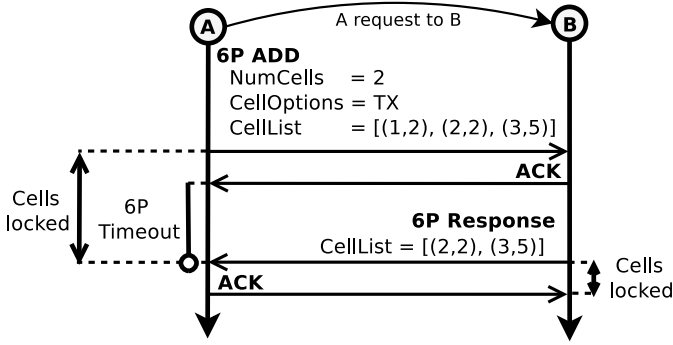 A
A request to B
B
6P ADD
NumCells = 2
CellOptions = TX
CellList = [(1,2), (2,2), (3,5)]
ACK
Cells
locked
6P
Timeout
6P Response
CellList = [(2,2), (3,5)]
ACK
Cells
locked